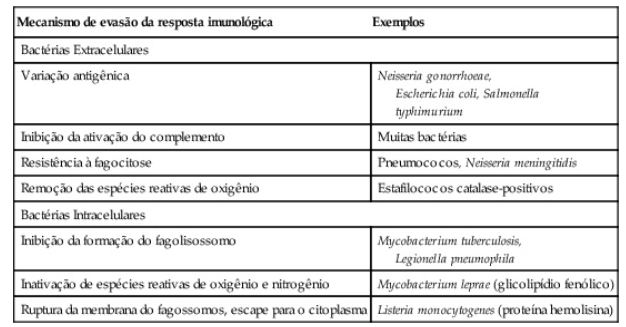 Mecanismo de evasão da resposta imunológica Exemplos
Bactérias Extracelulares
Variação antigênica Neisseria gonorrhoeae,
Escherichia coli, Salmonella
typhimurium
Inibição da ativação do complemento Muitas bactérias
Resistência à fagocitose Pneumococos, Neisseria meningitidis
Remoção das espécies reativas de oxigênio Estafilococos catalase-positivos
Bactérias Intracelulares
Inibição da formação do fagolisossomo Mycobacterium tuberculosis,
Legionella pneumophila
Inativação de espécies reativas de oxigênio e nitrogênio Mycobacterium leprae (glicolipídio fenólico)
Ruptura da membrana do fagossomos, escape para o citoplasma Listeria monocytogenes (proteína hemolisina)